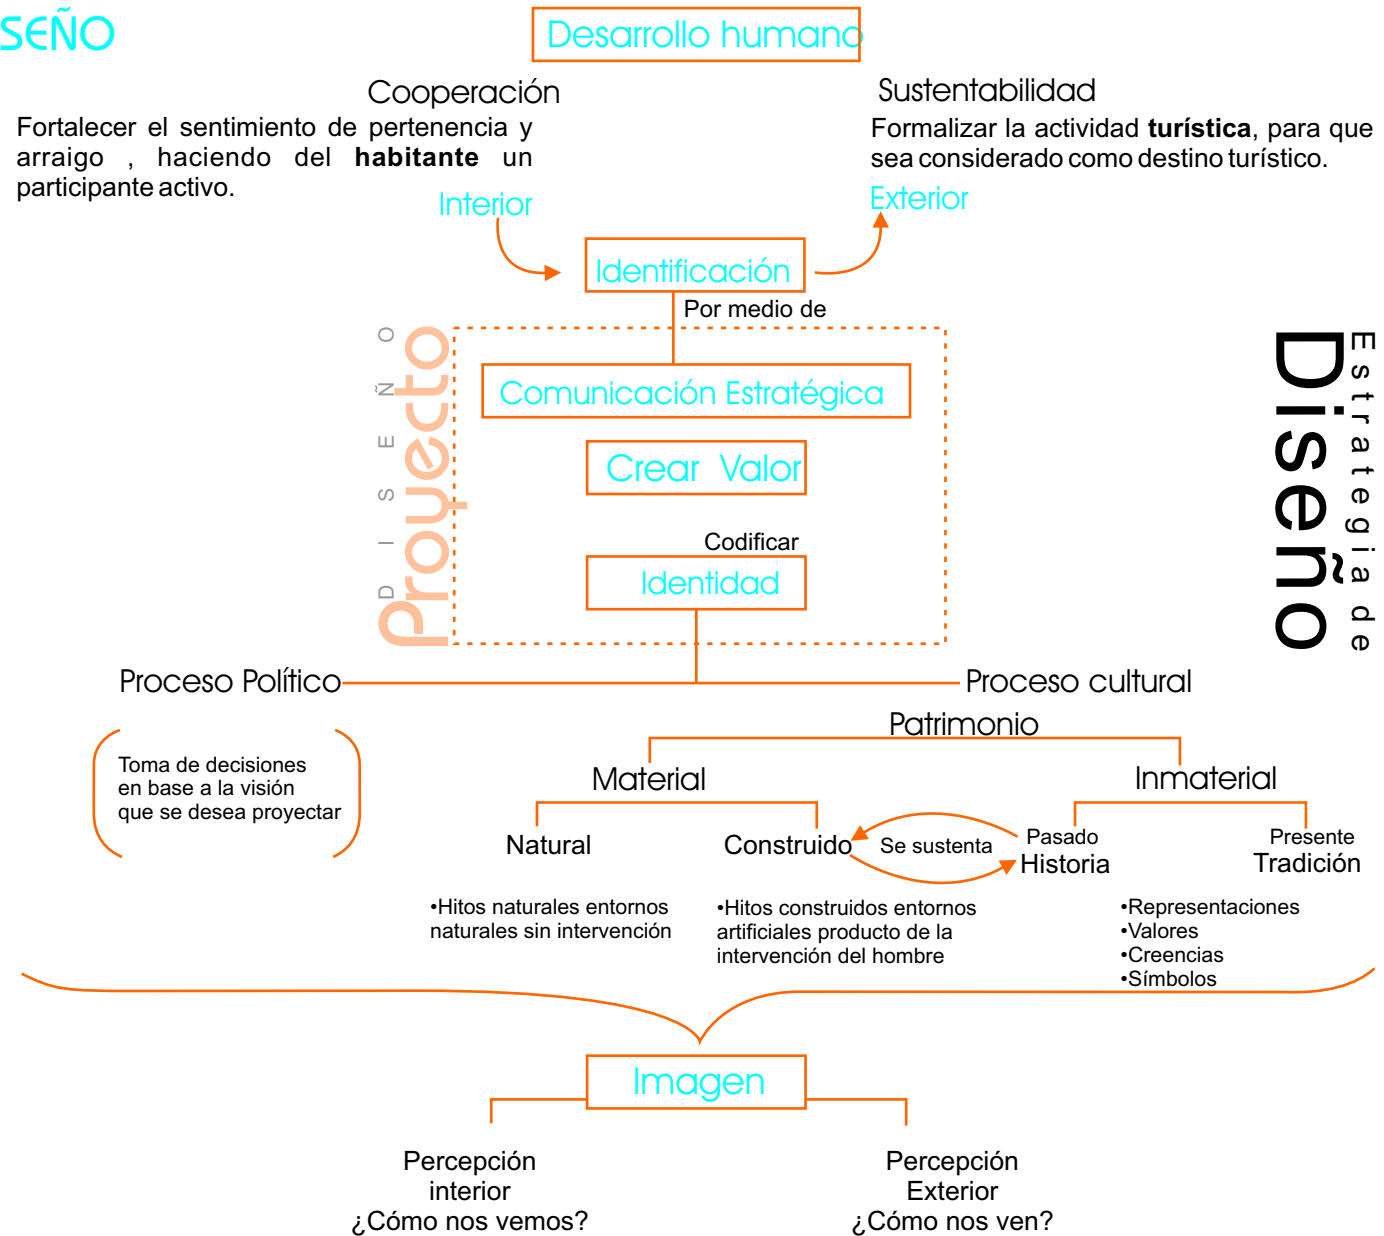 SEÑO
Desarrollo humano
Cooperación
Fortalecer el sentimiento de pertenencia y
arraigo , haciendo del habitante un
participante activo.
Sustentabilidad
Formalizar la actividad turística, para que
sea considerado como destino turístico.
Interior
Exterior
Identificación
Por medio de
DISEÑO
Proyecto
Comunicación Estratégica
Crear Valor
Codificar
Identidad
Estrategia de
Diseño
Proceso Político
Proceso cultural
Toma de decisiones
en base a la visión
que se desea proyectar
Patrimonio
Material
Inmaterial
Natural
Construido
Se sustenta
Pasado
Historia
Presente
Tradición
•Hitos naturales entornos
naturales sin intervención
•Hitos construidos entornos
artificiales producto de la
intervención del hombre
•Representaciones
•Valores
•Creencias
•Símbolos
Imagen
Percepción
interior
¿Cómo nos vemos?
Percepción
Exterior
¿Cómo nos ven?